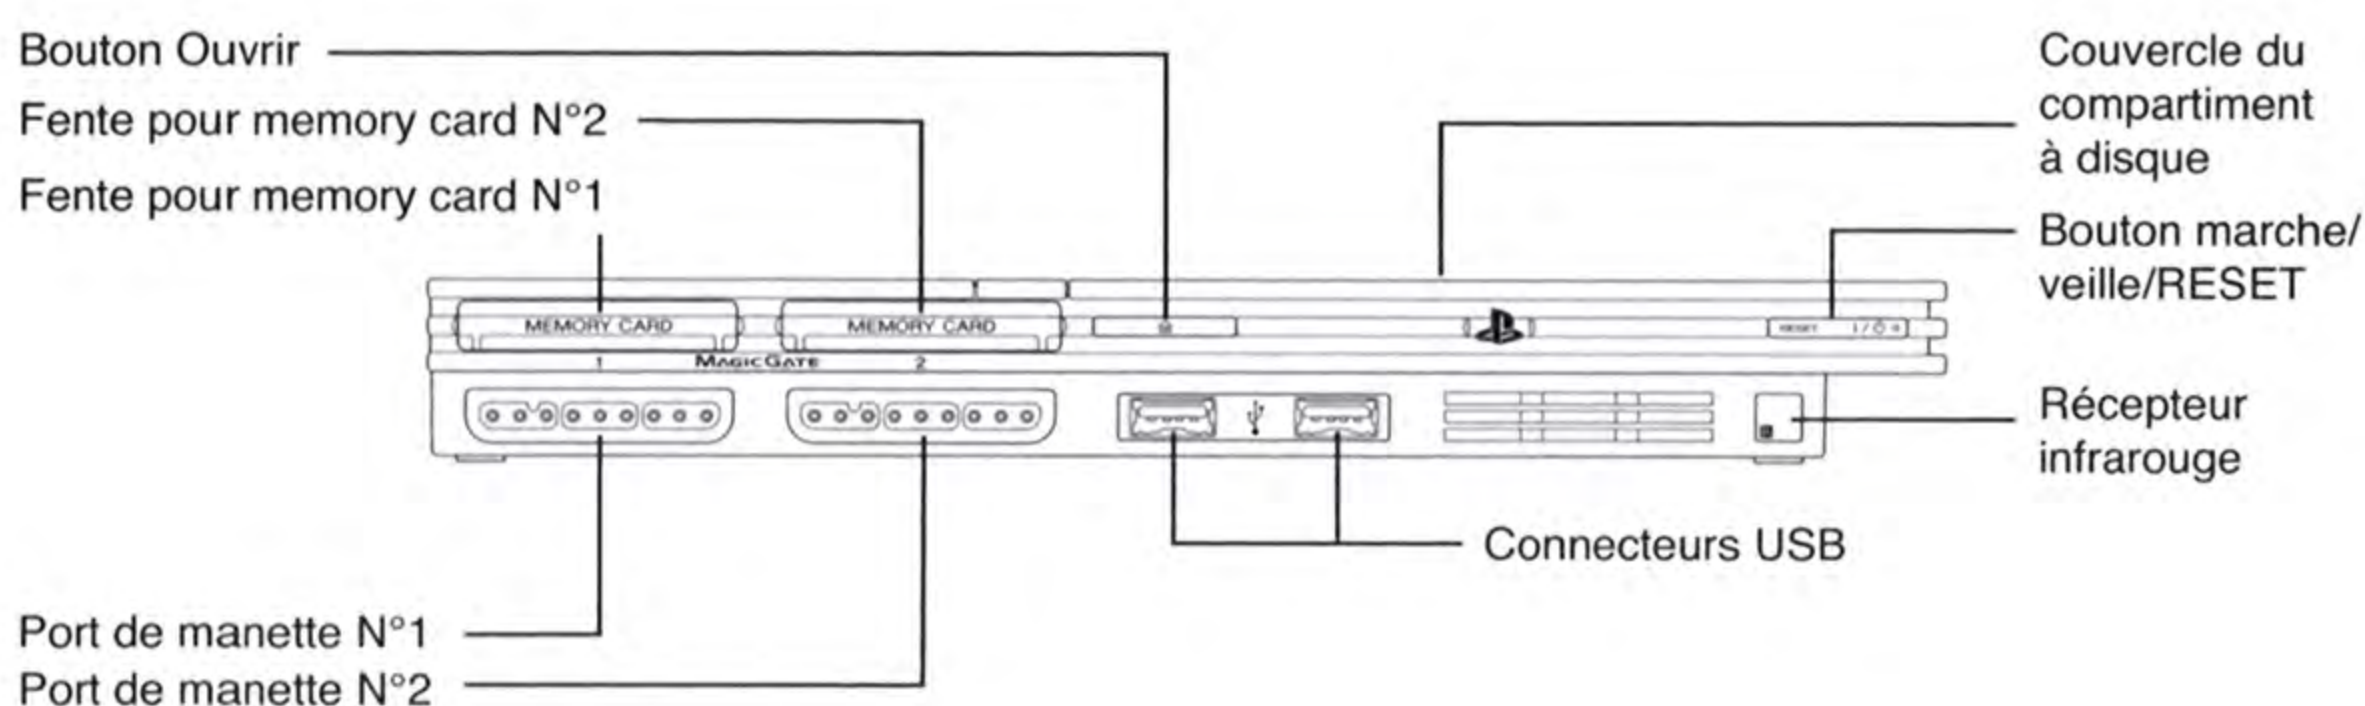 Bouton Ouvrir
Fente pour memory card N°2
Fente pour memory card N°1
Couvercle du
compartiment
à disque
Bouton marche/
veille/RESET
MEMORY CARD
MEMORY CARD
RESET
1
MAGICGATE
2
Récepteur
infrarouge
Connecteurs USB
Port de manette N°1
Port de manette N°2